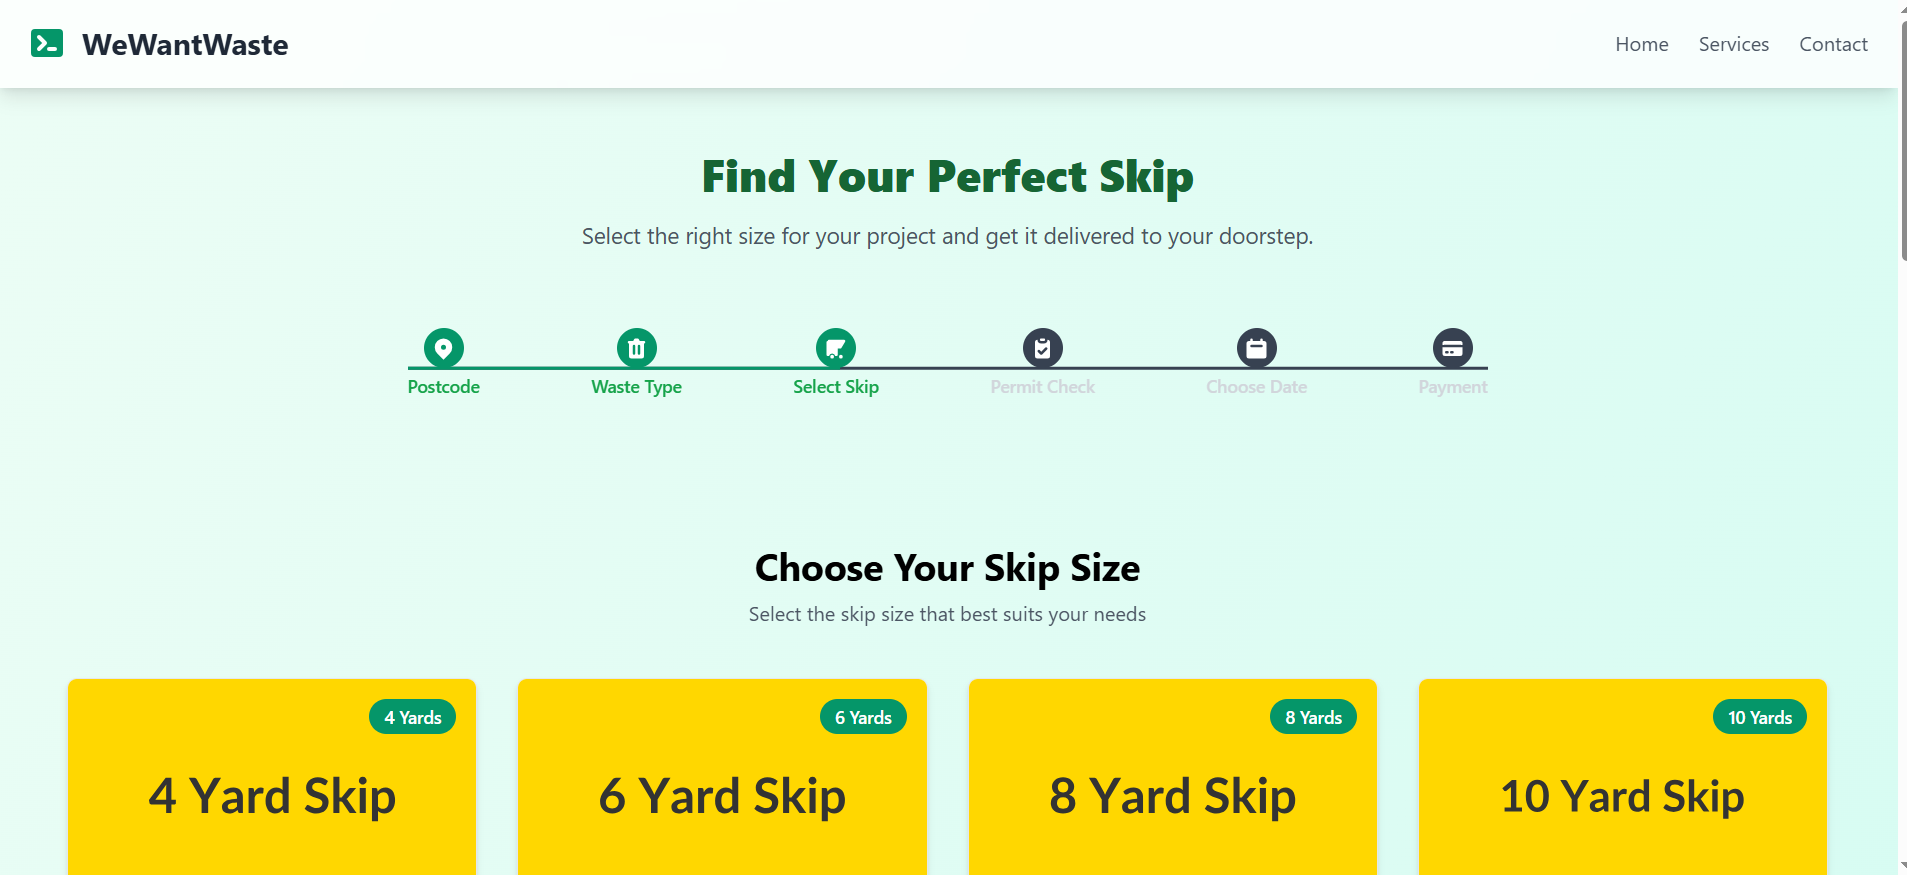 WeWantWaste
Home Services Contact
Find Your Perfect Skip
Select the right size for your project and get it delivered to your doorstep.
Postcode Waste Type Select Skip Permit Check Choose Date Payment
Choose Your Skip Size
Select the skip size that best suits your needs
4 Yards
4 Yard Skip
6 Yards
6 Yard Skip
8 Yards
8 Yard Skip
10 Yards
10 Yard Skip